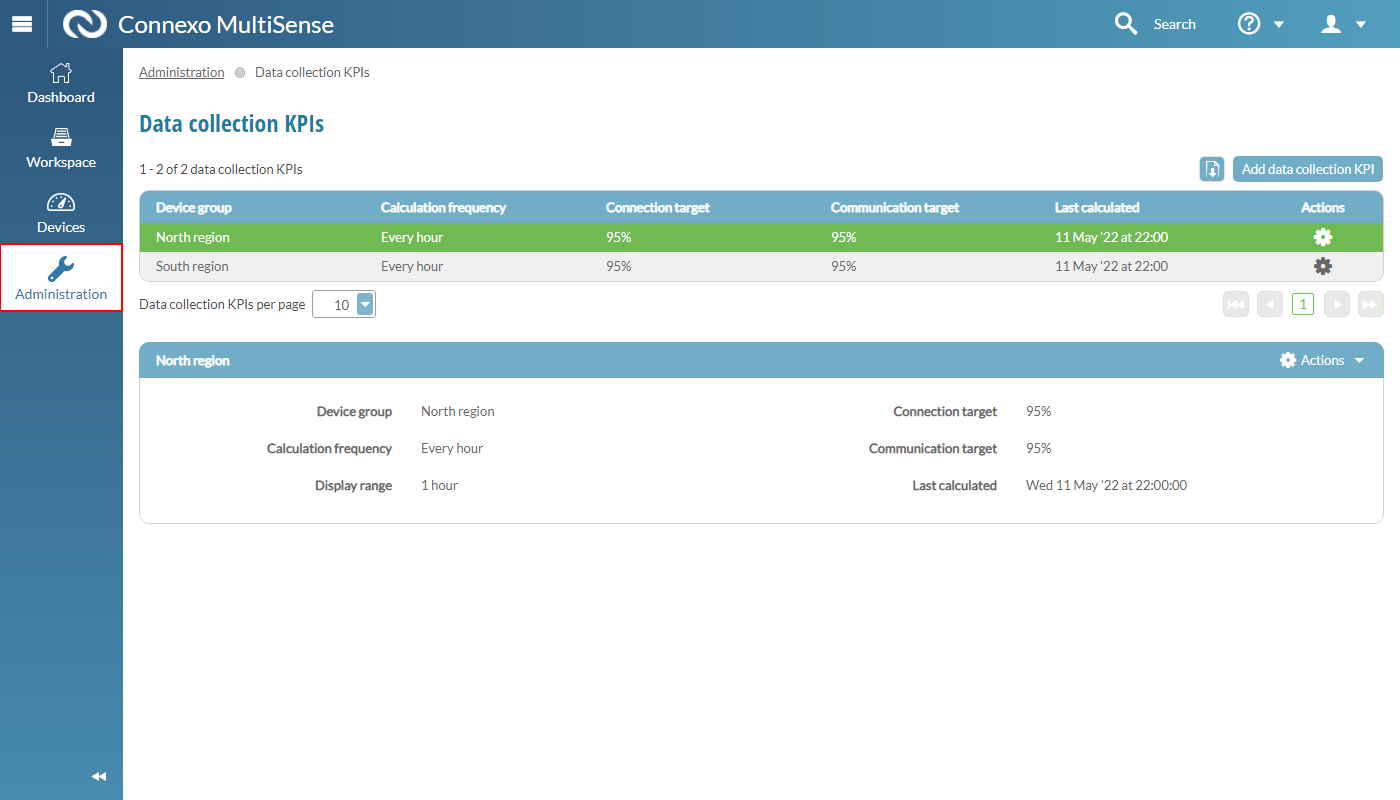 Connexo MultiSense
Search
Dashboard
Workspace
Devices
Administration
Administration Data collection KPIs
Data collection KPIs
1 - 2 of 2 data collection KPIs
Add data collection KPI
Device group Calculation frequency Connection target Communication target Last calculated Actions
North region Every hour 95% 95% 11 May '22 at 22:00
South region Every hour 95% 95% 11 May '22 at 22:00
Data collection KPIs per page 10
1
North region Actions
Device group North region Connection target 95%
Calculation frequency Every hour Communication target 95%
Display range 1 hour Last calculated Wed 11 May '22 at 22:00:00